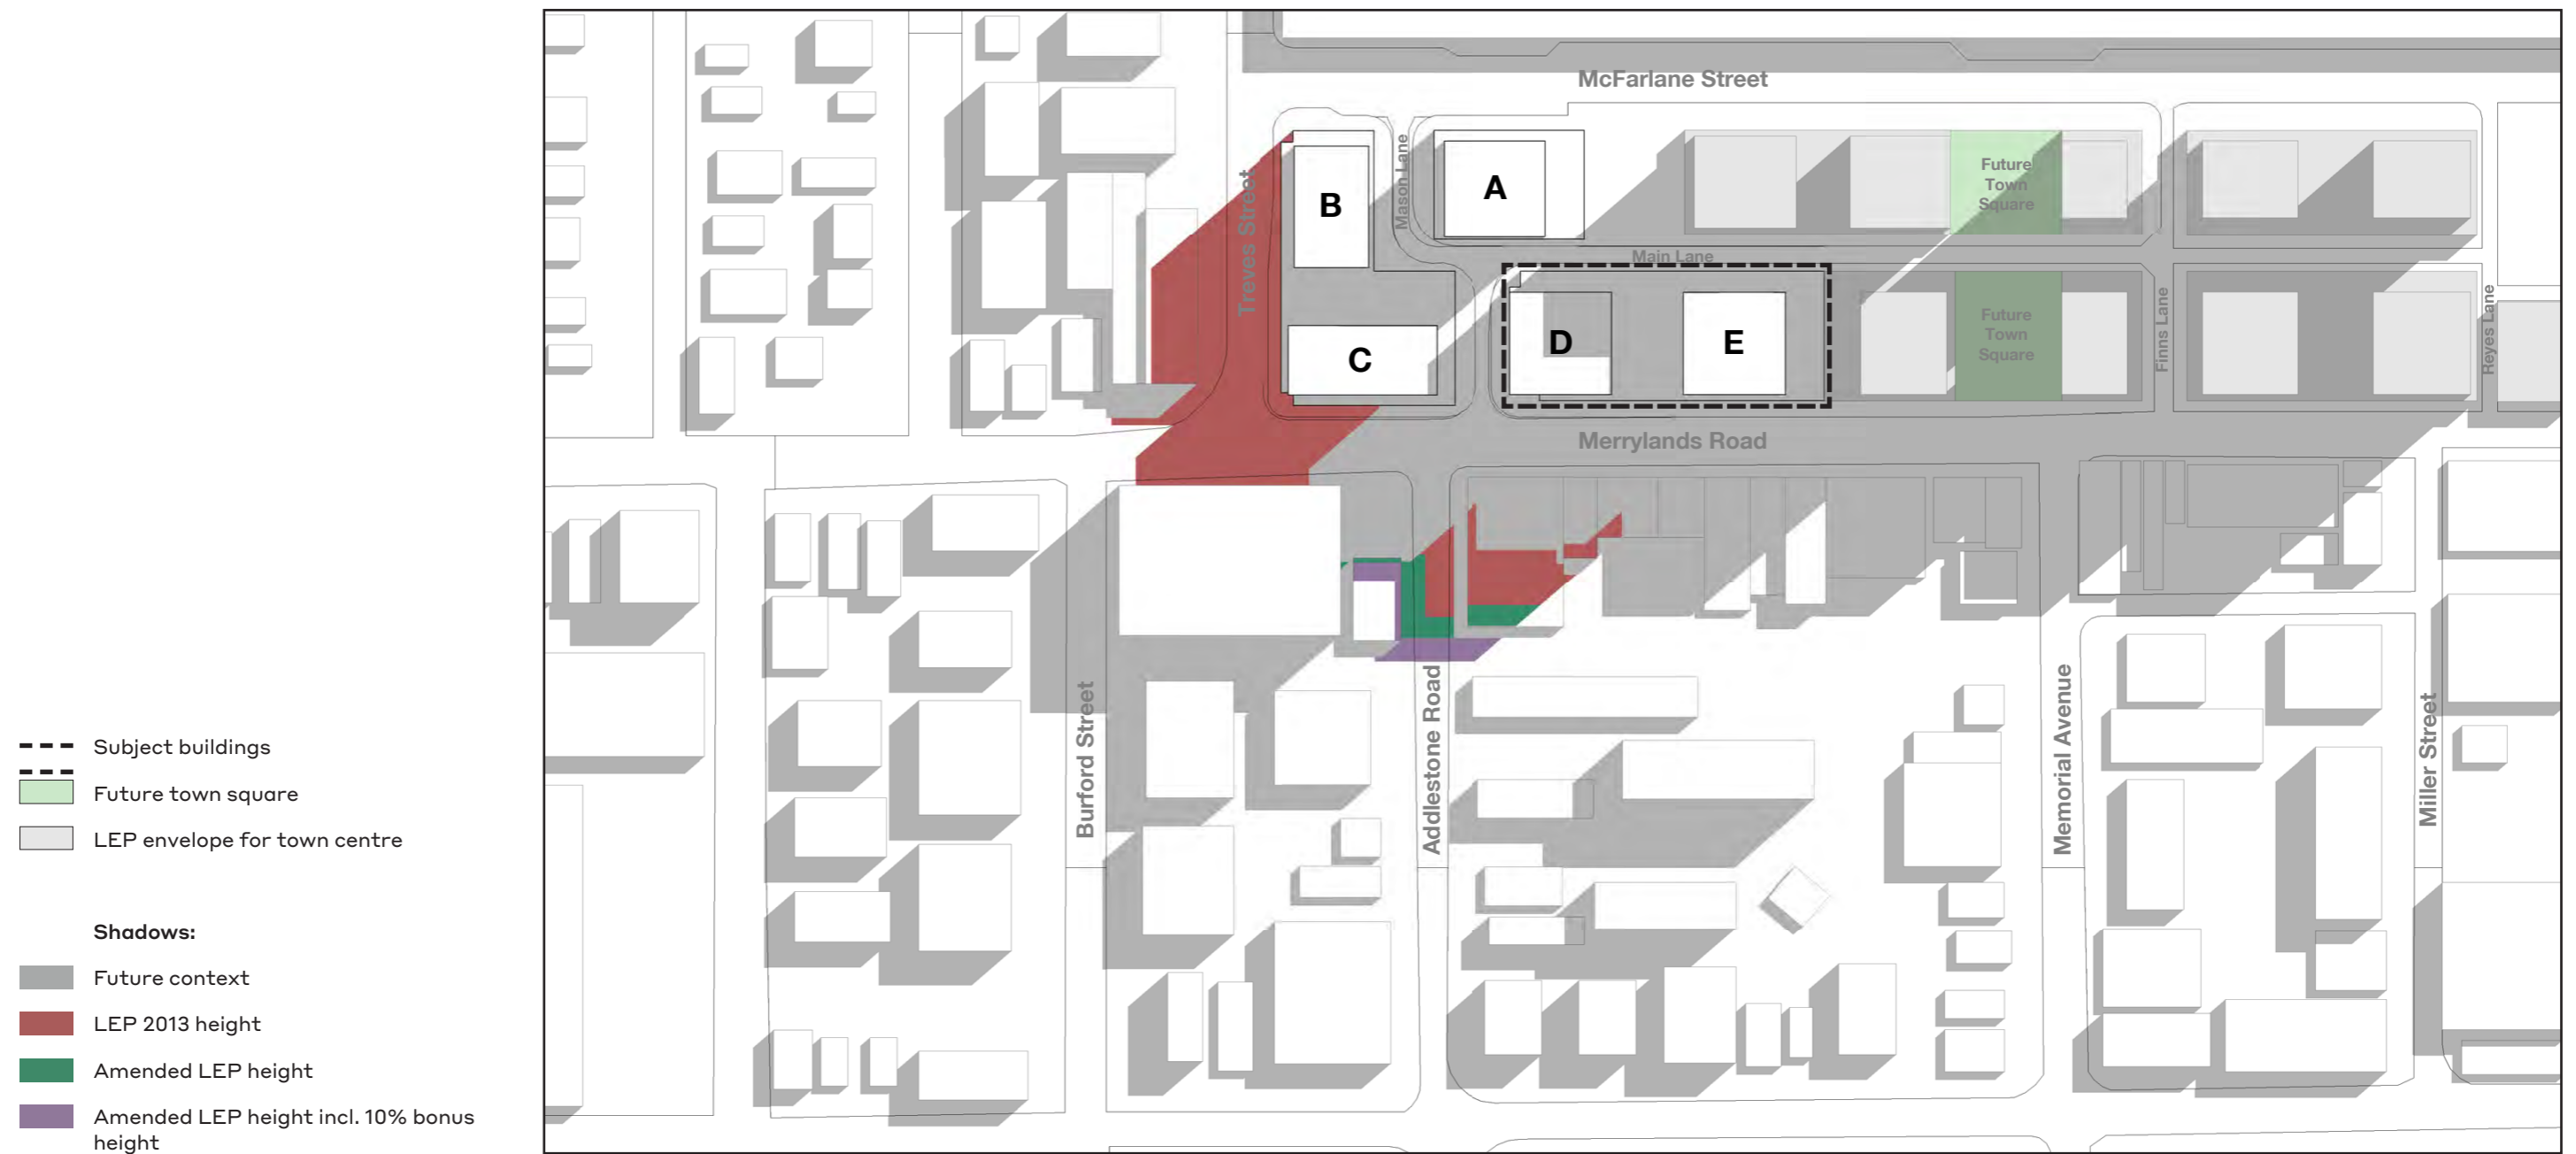 McFarlane Street
Mason Lane
Treves Street
B
A
Future
Town
Square
Main Lane
D
E
C
Future
Town
Square
Finns Lane
Reyes Lane
Merrylands Road
Burford Street
Addlestone Road
Memorial Avenue
Miller Street
Subject buildings
Future town square
LEP envelope for town centre
Shadows:
Future context
LEP 2013 height
Amended LEP height
Amended LEP height incl. 10% bonus
height